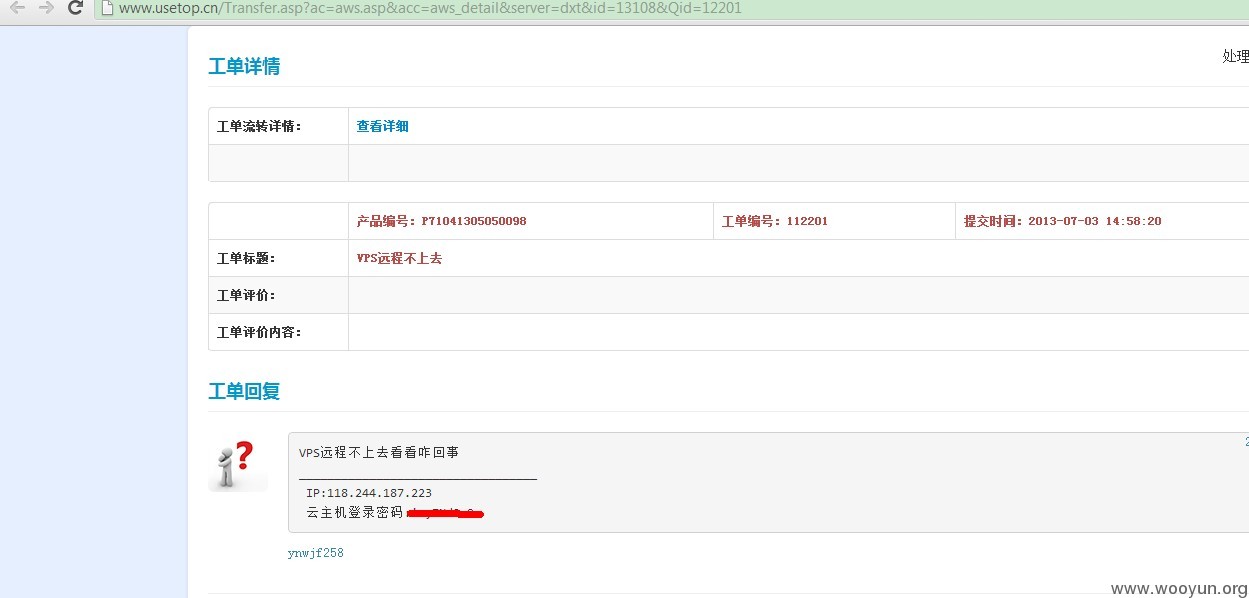 www.usetop.cn/Transfer.asp?ac=aws.asp&acc=aws_detail&server=dxt&id=13108&Qid=12201
处理
工单详情
工单流转详情： 查看详细
产品编号：P71041305050098 工单编号：112201 提交时间：2013-07-03 14:58:20
工单标题： VPS远程不上去
工单评价：
工单评价内容：
工单回复
2
VPS远程不上去看看咋回事
IP:118.244.187.223
云主机登录密码
ynwjf258
www.wooyun.org